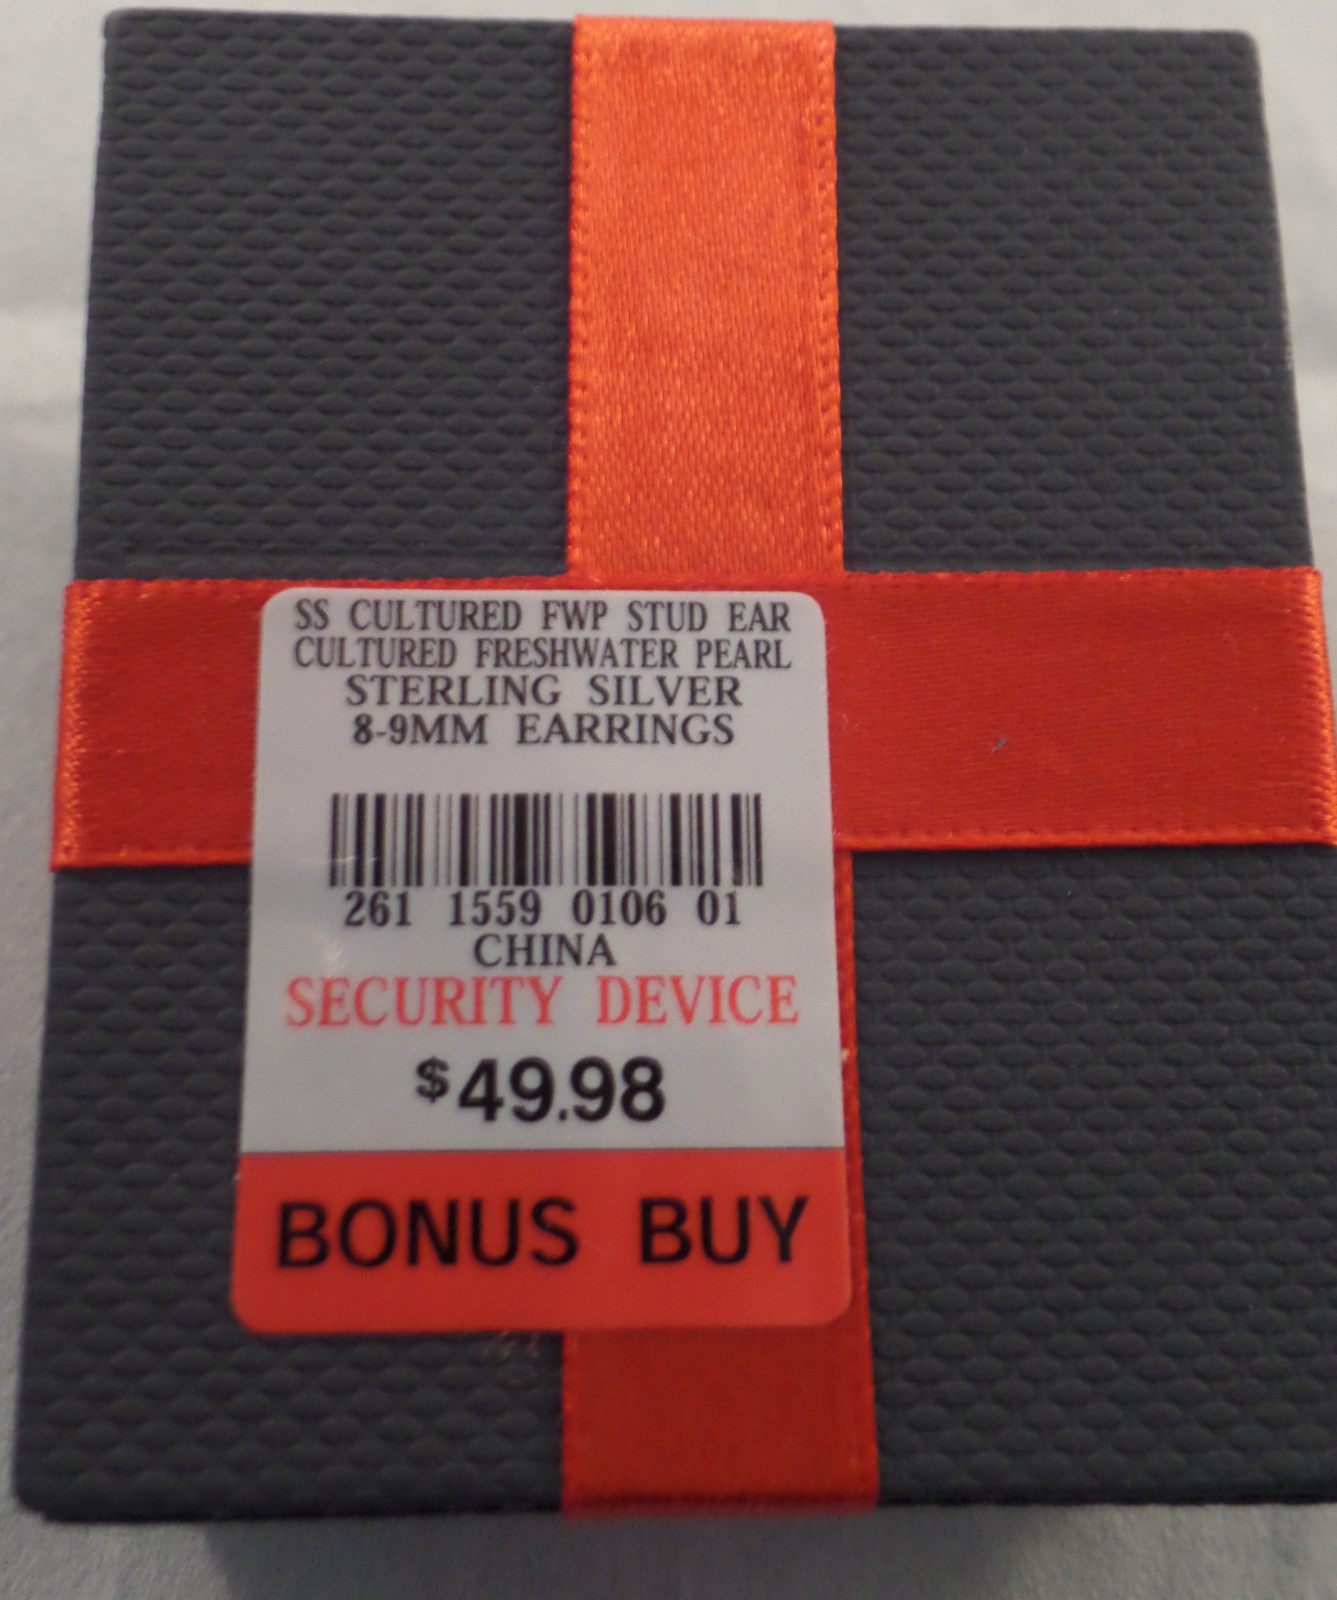 SS CULTURED FWP STUD EAR
CULTURED FRESHWATER PEARL
STERLING SILVER
8-9MM EARRINGS
261 1559 0106 01
CHINA
SECURITY DEVICE
$49.98
BONUS BUY